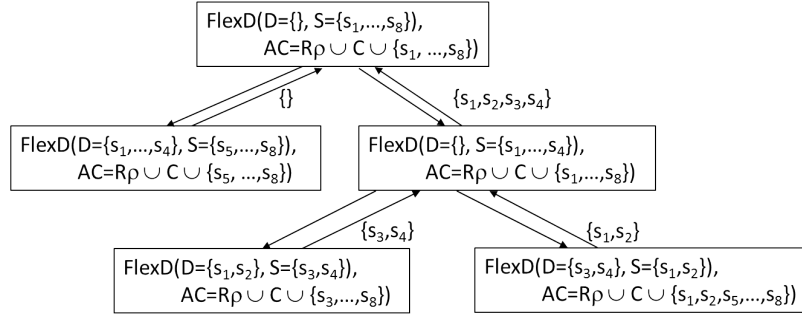 FlexD(D={}, S={s₁,...,s₈}),
AC=Rρ ∪ C ∪ {s₁, ...,s₈})
{}
{s₁,s₂,s₃,s₄}
FlexD(D={s₁,...,s₄}, S={s₅,...,s₈}),
AC=Rρ ∪ C ∪ {s₅, ...,s₈})
FlexD(D={}, S={s₁,...,s₄}),
AC=Rρ ∪ C ∪ {s₁,...,s₈})
{s₃,s₄}
{s₁,s₂}
FlexD(D={s₁,s₂}, S={s₃,s₄}),
AC=Rρ ∪ C ∪ {s₃,...,s₈})
FlexD(D={s₃,s₄}, S={s₁,s₂}),
AC=Rρ ∪ C ∪ {s₁,s₂,s₅,...,s₈})